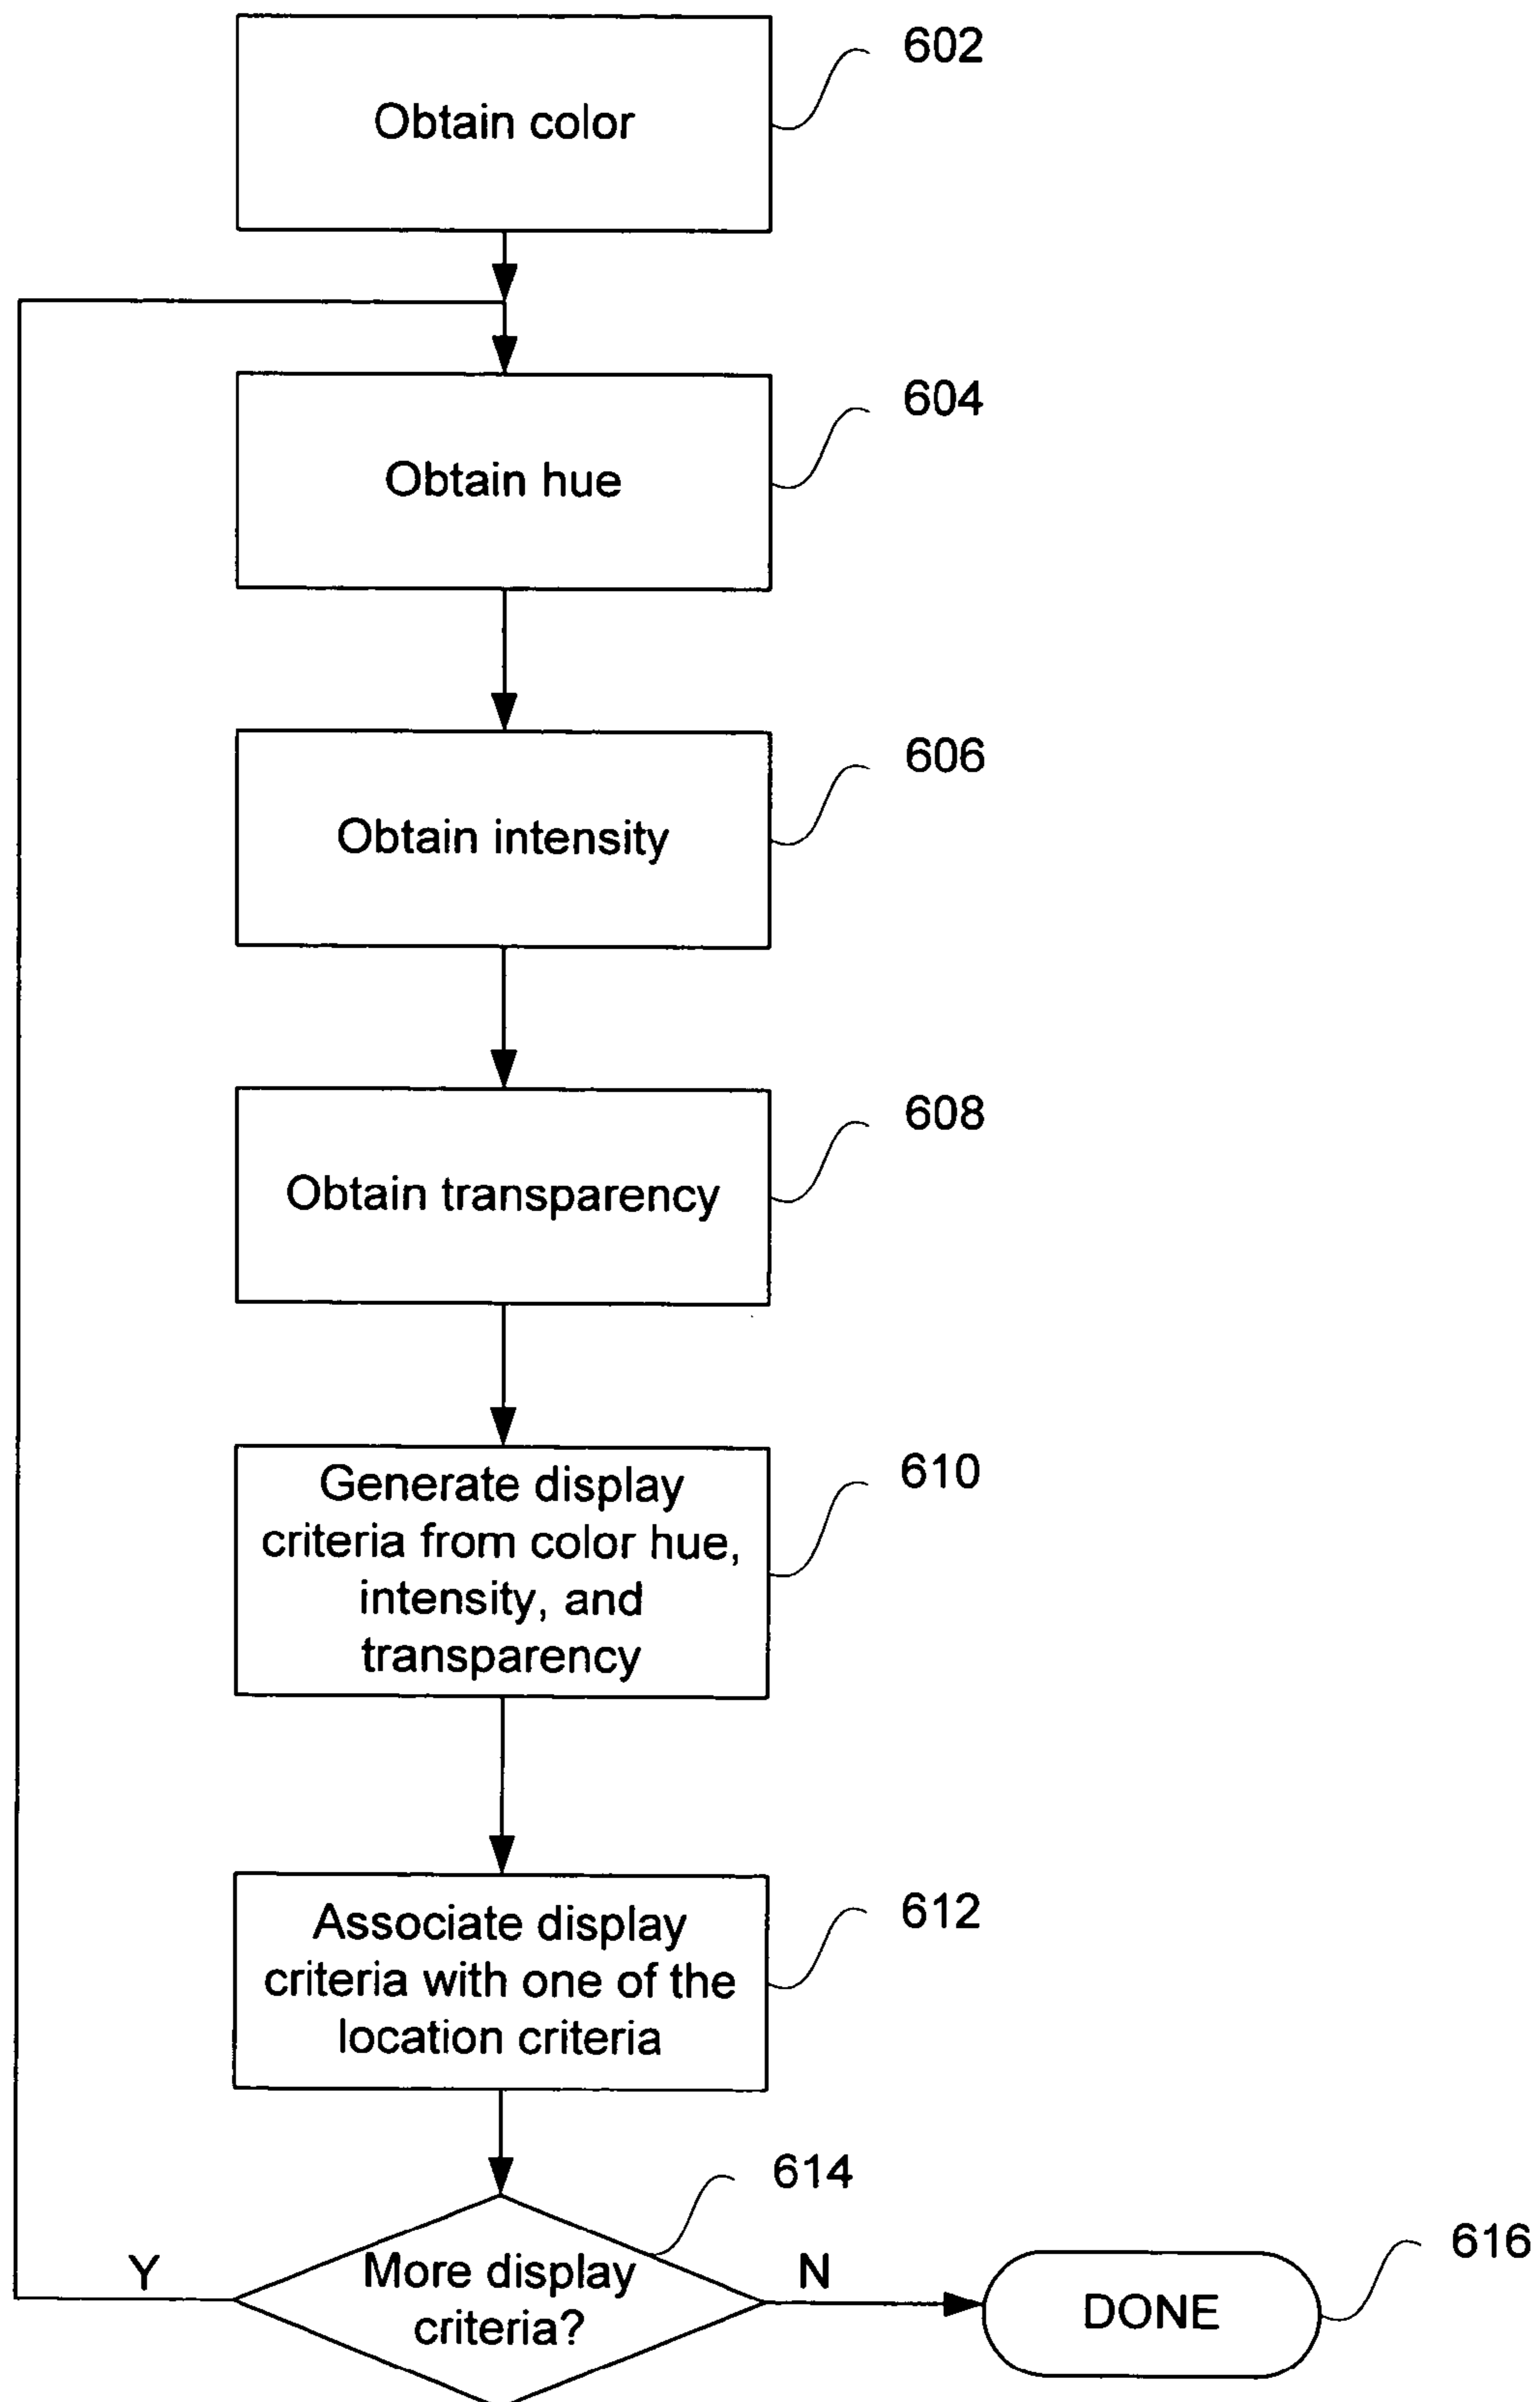 602
Obtain color
604
Obtain hue
606
Obtain intensity
608
Obtain transparency
610
Generate display
criteria from color hue,
intensity, and
transparency
612
Associate display
criteria with one of the
location criteria
614
616
Y
More display
criteria?
N
DONE